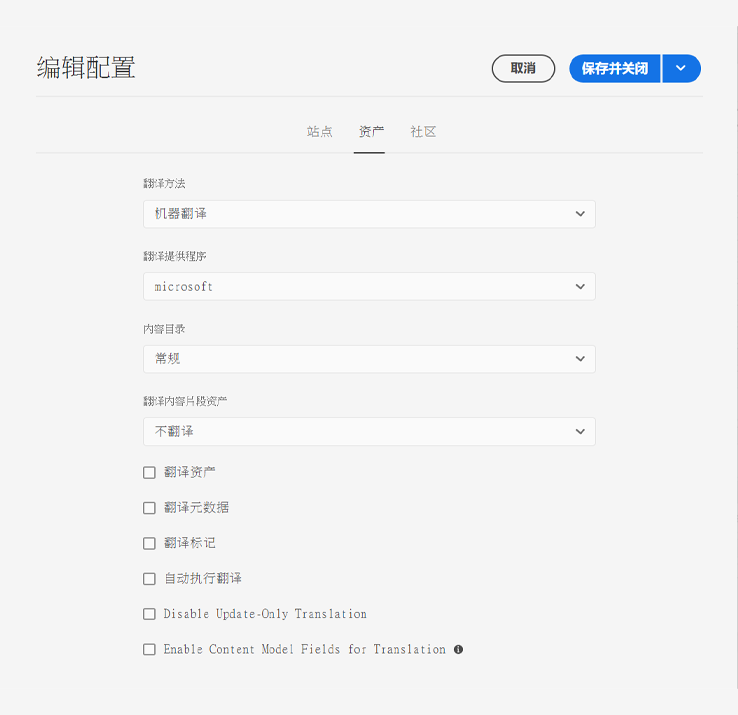 编辑配置
取消
保存并关闭
站点 资产 社区
翻译方法
机器翻译
翻译提供程序
microsoft
内容目录
常规
翻译内容片段资产
不翻译
翻译资产
翻译元数据
翻译标记
自动执行翻译
Disable Update-Only Translation
Enable Content Model Fields for Translation